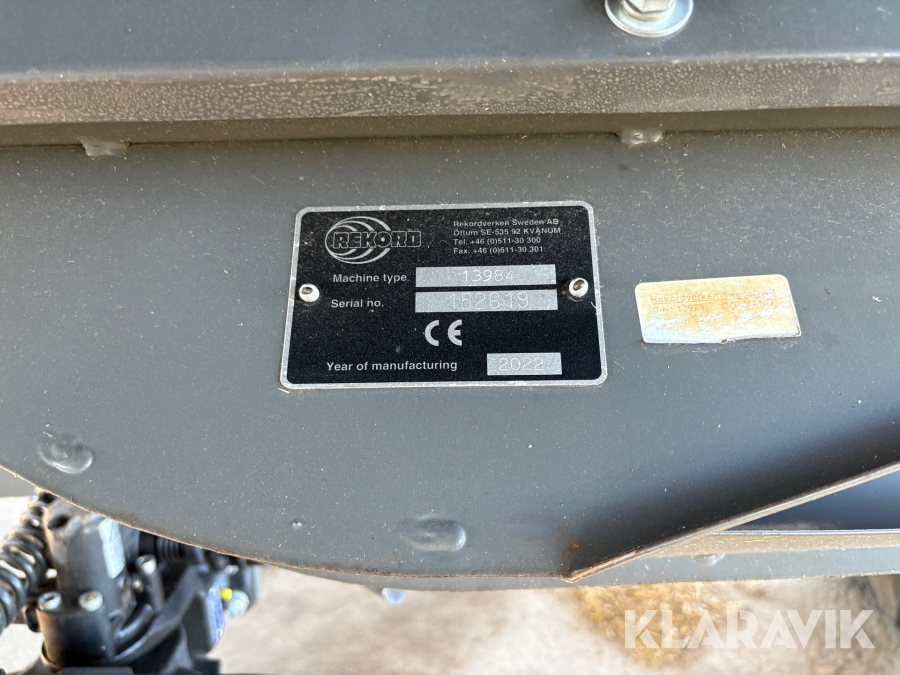 REKORD
Rekordverken Sweden AB
Öttum SE-535 92 KVÄNUM
Tel. +46 (0)511-30 300
Fax. +46 (0)511-30 301
Machine type 13984
Serial no. 152619
CE
Year of manufacturing 2022
KLARAVIK